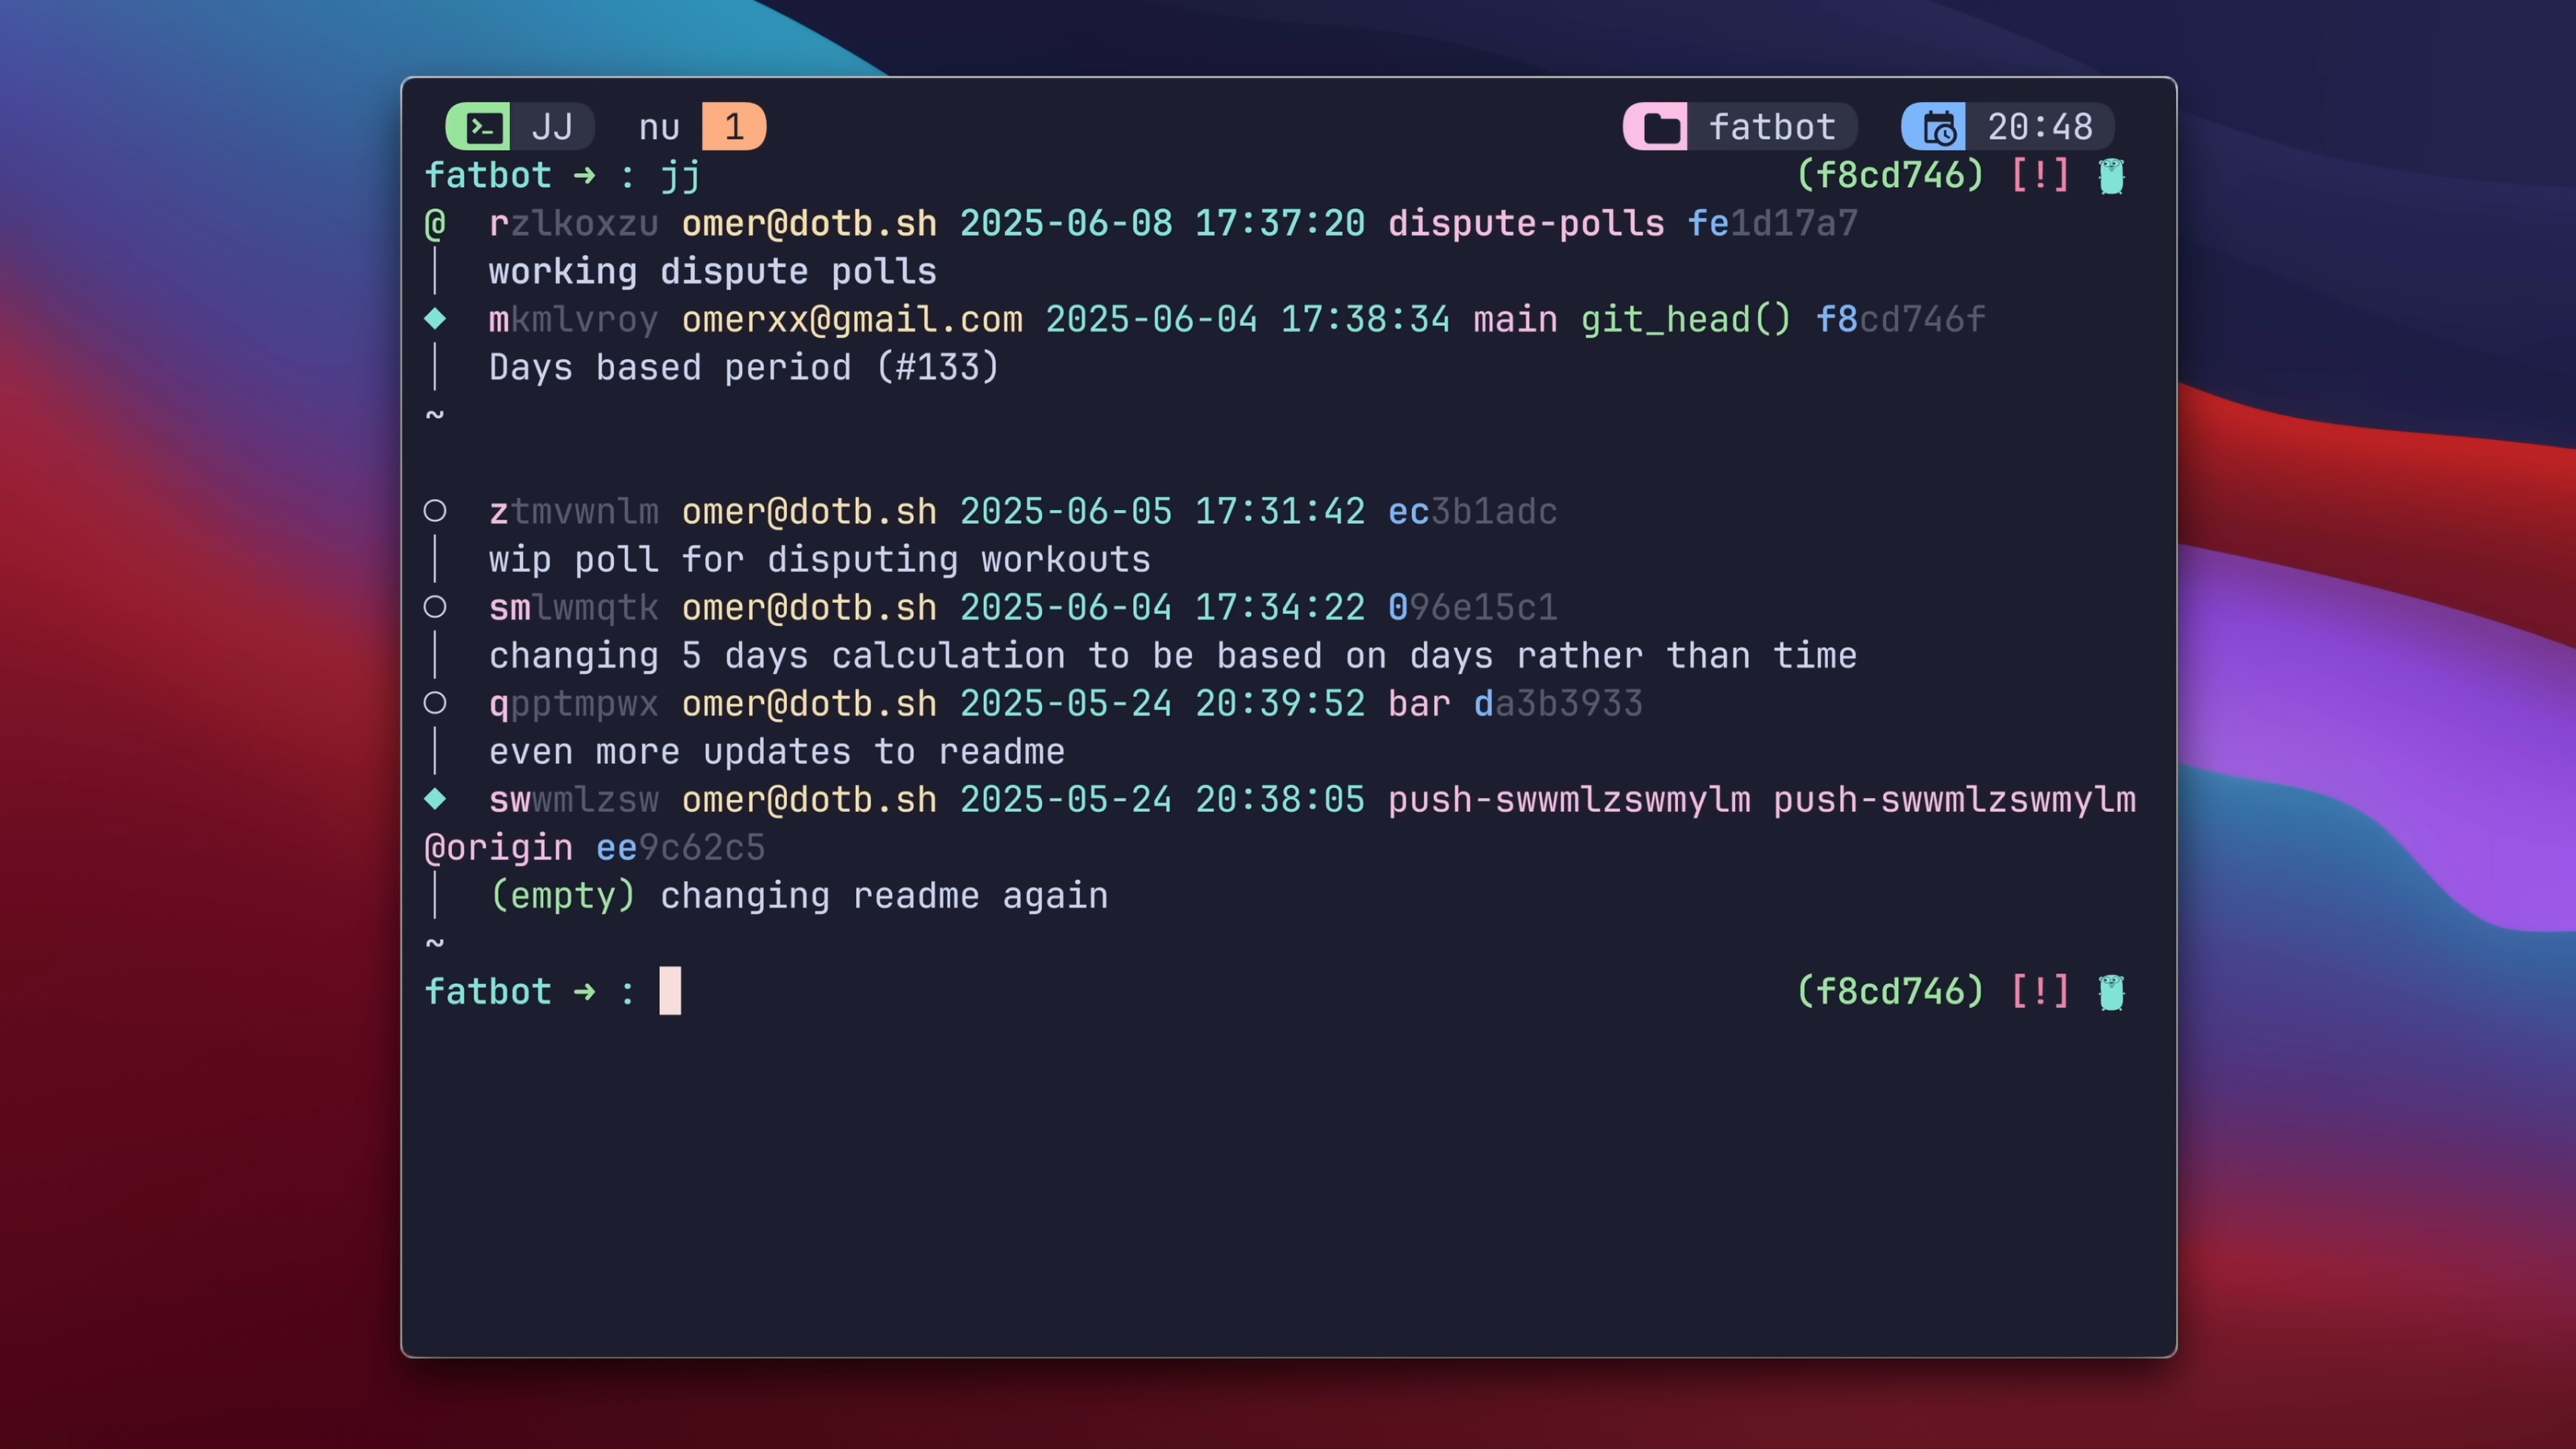 JJ nu 1 fatbot 20:48
fatbot ➜ : jj (f8cd746) [!]
@ rzlkoxzu omer@dotb.sh 2025-06-08 17:37:20 dispute-polls fe1d17a7
│ working dispute polls
◆ mkmlvroy omerxx@gmail.com 2025-06-04 17:38:34 main git_head() f8cd746f
│ Days based period (#133)
~
○ ztmvwnlm omer@dotb.sh 2025-06-05 17:31:42 ec3b1adc
│ wip poll for disputing workouts
○ smlwmqtk omer@dotb.sh 2025-06-04 17:34:22 096e15c1
│ changing 5 days calculation to be based on days rather than time
○ qpptmpwx omer@dotb.sh 2025-05-24 20:39:52 bar da3b3933
│ even more updates to readme
◆ swwmlzsw omer@dotb.sh 2025-05-24 20:38:05 push-swwmlzswmylm push-swwmlzswmylm
@origin ee9c62c5
│ (empty) changing readme again
~
fatbot ➜ : (f8cd746) [!]